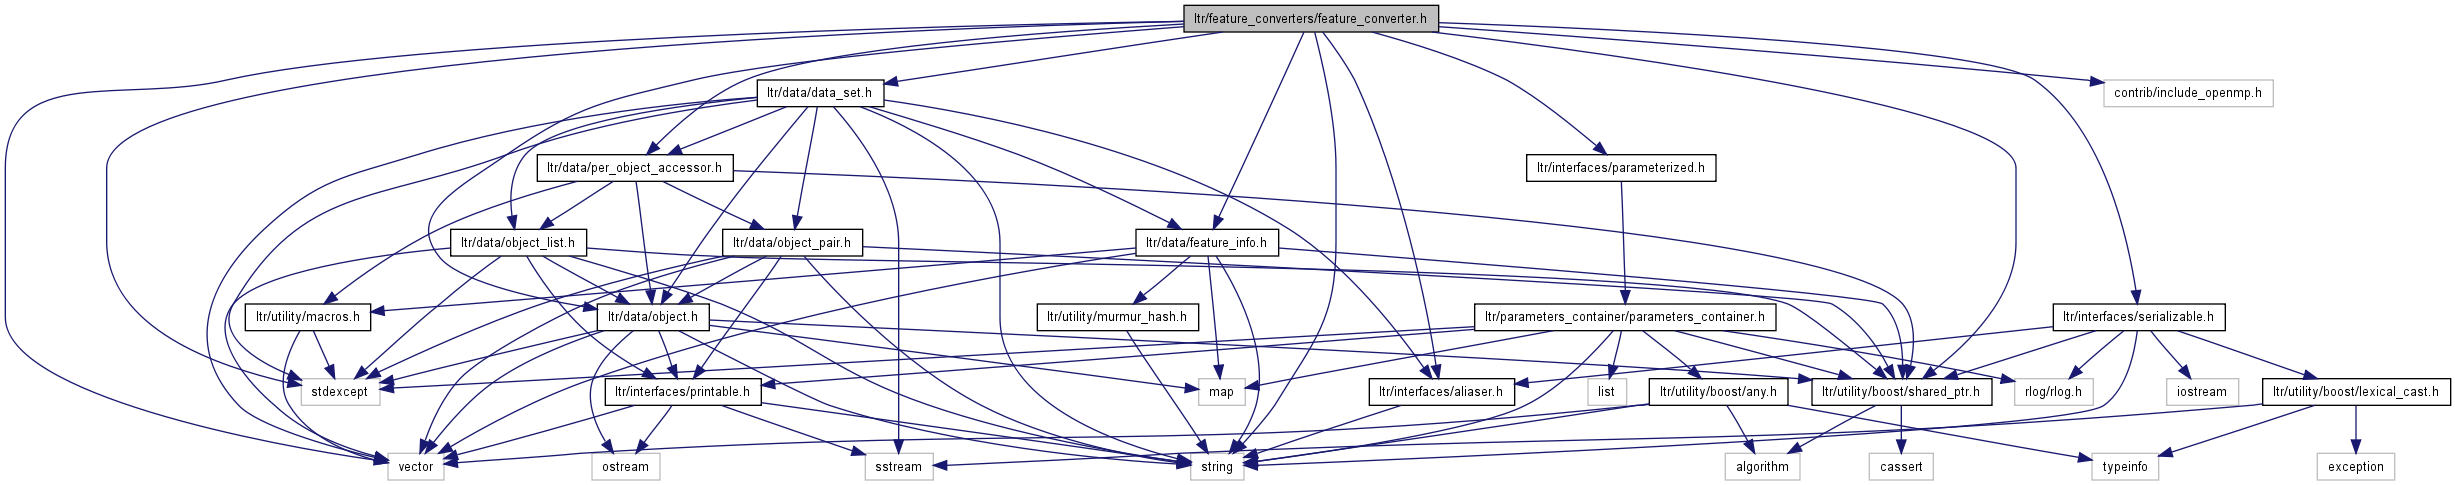 ltr/feature_converters/feature_converter.h
ltr/data/data_set.h
contrib/include_openmp.h
ltr/data/per_object_accessor.h
ltr/interfaces/parameterized.h
ltr/data/object_list.h
ltr/data/object_pair.h
ltr/data/feature_info.h
ltr/utility/macros.h
ltr/data/object.h
ltr/utility/murmur_hash.h
ltr/parameters_container/parameters_container.h
ltr/interfaces/serializable.h
stdexcept
ltr/interfaces/printable.h
map
ltr/interfaces/aliaser.h
list
ltr/utility/boost/any.h
ltr/utility/boost/shared_ptr.h
rlog/rlog.h
iostream
ltr/utility/boost/lexical_cast.h
vector
ostream
sstream
string
algorithm
cassert
typeinfo
exception